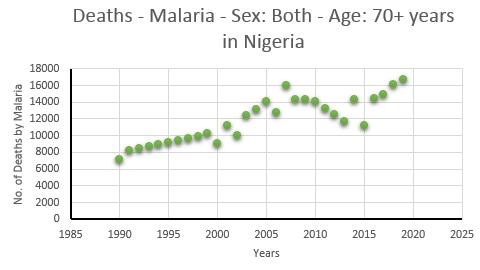 Deaths - Malaria - Sex: Both - Age: 70+ years
in Nigeria
No. of Deaths by Malaria
18000
16000
14000
12000
10000
8000
6000
4000
2000
0
1985 1990 1995 2000 2005 2010 2015 2020 2025
Years